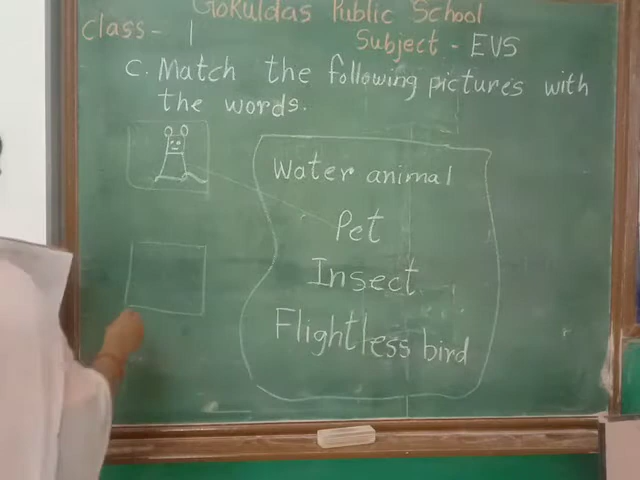 Gokuldas Public School
Class - 1
Subject - EVS
C. Match the following pictures with
the words.
Water animal
Pet
Insect
Flightless bird